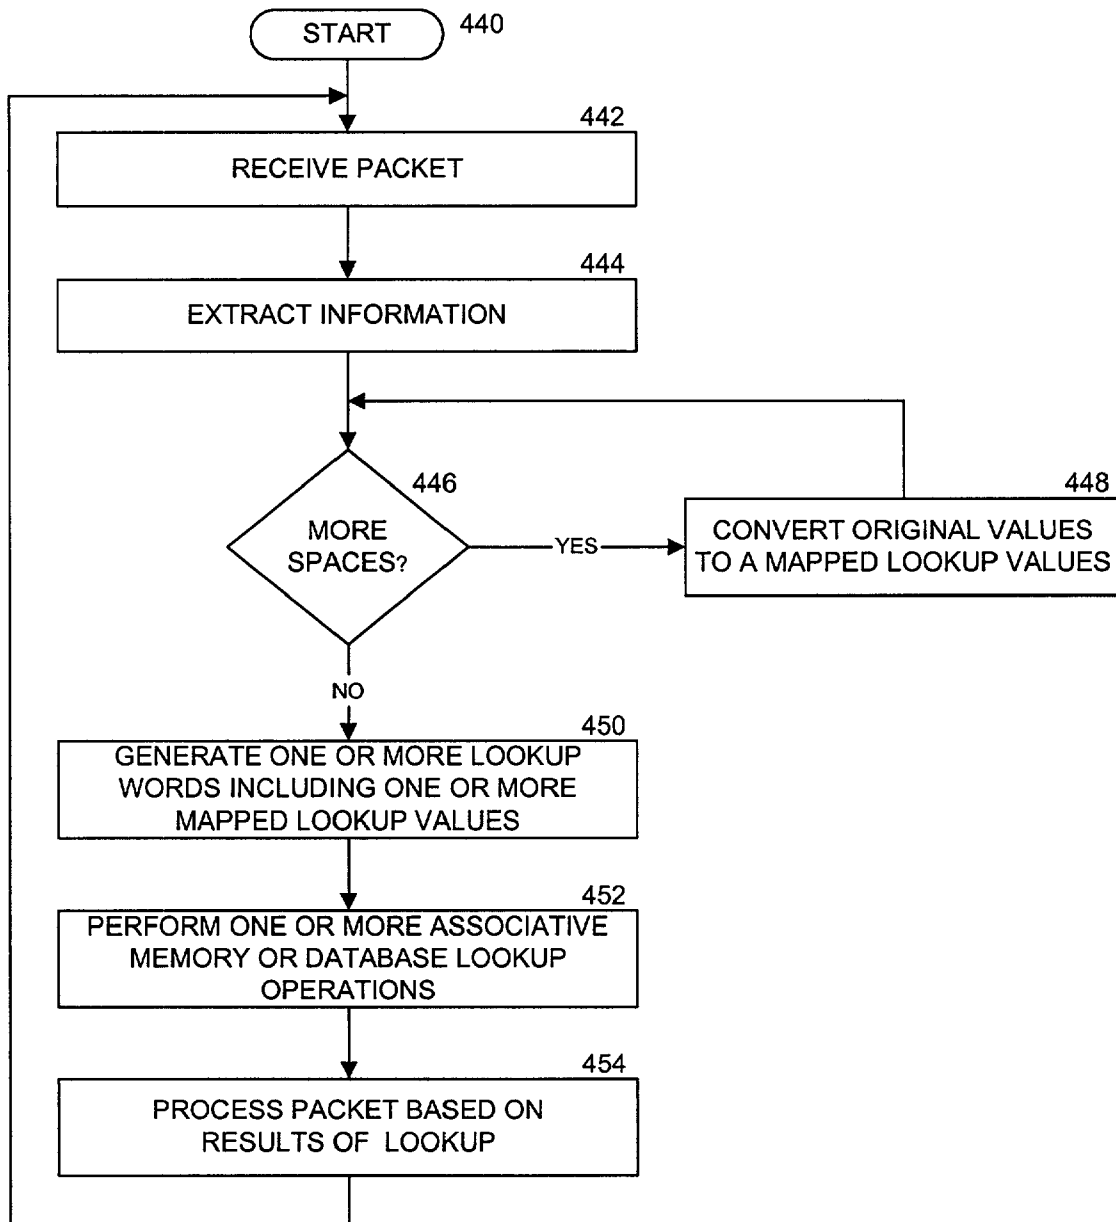 START
440
442
RECEIVE PACKET
444
EXTRACT INFORMATION
446
MORE
SPACES?
YES
448
CONVERT ORIGINAL VALUES
TO A MAPPED LOOKUP VALUES
NO
450
GENERATE ONE OR MORE LOOKUP
WORDS INCLUDING ONE OR MORE
MAPPED LOOKUP VALUES
452
PERFORM ONE OR MORE ASSOCIATIVE
MEMORY OR DATABASE LOOKUP
OPERATIONS
454
PROCESS PACKET BASED ON
RESULTS OF LOOKUP